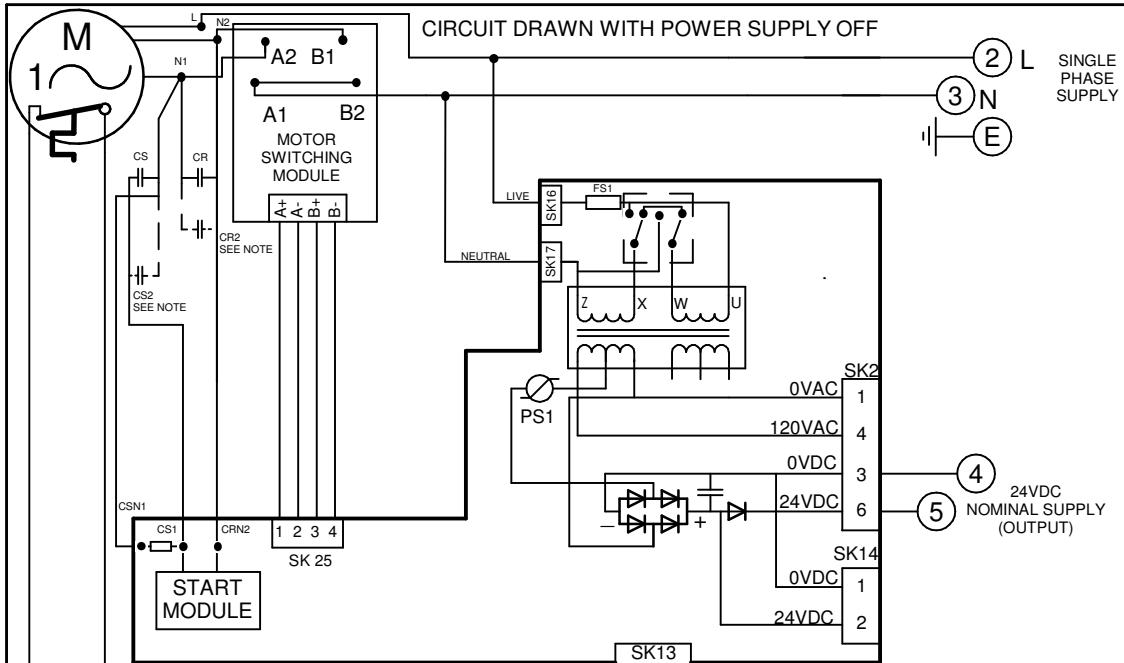 CIRCUIT DRAWN WITH POWER SUPPLY OFF
M
1
L
N2
N1
A2 B1
A1 B2
MOTOR
SWITCHING
MODULE
A+ A- B+ B-
2 L
3 N
E
SINGLE
PHASE
SUPPLY
CS
CR
CR2
SEE NOTE
CS2
SEE NOTE
LIVE
SK16
FS1
NEUTRAL
SK17
Z X W U
PS1
SK2
0VAC 1
120VAC 4
0VDC 3
24VDC 6
4
5
24VDC
NOMINAL SUPPLY
(OUTPUT)
– +
SK14
0VDC 1
24VDC 2
CSN1
CS1
CRN2
1 2 3 4
SK 25
START
MODULE
SK13